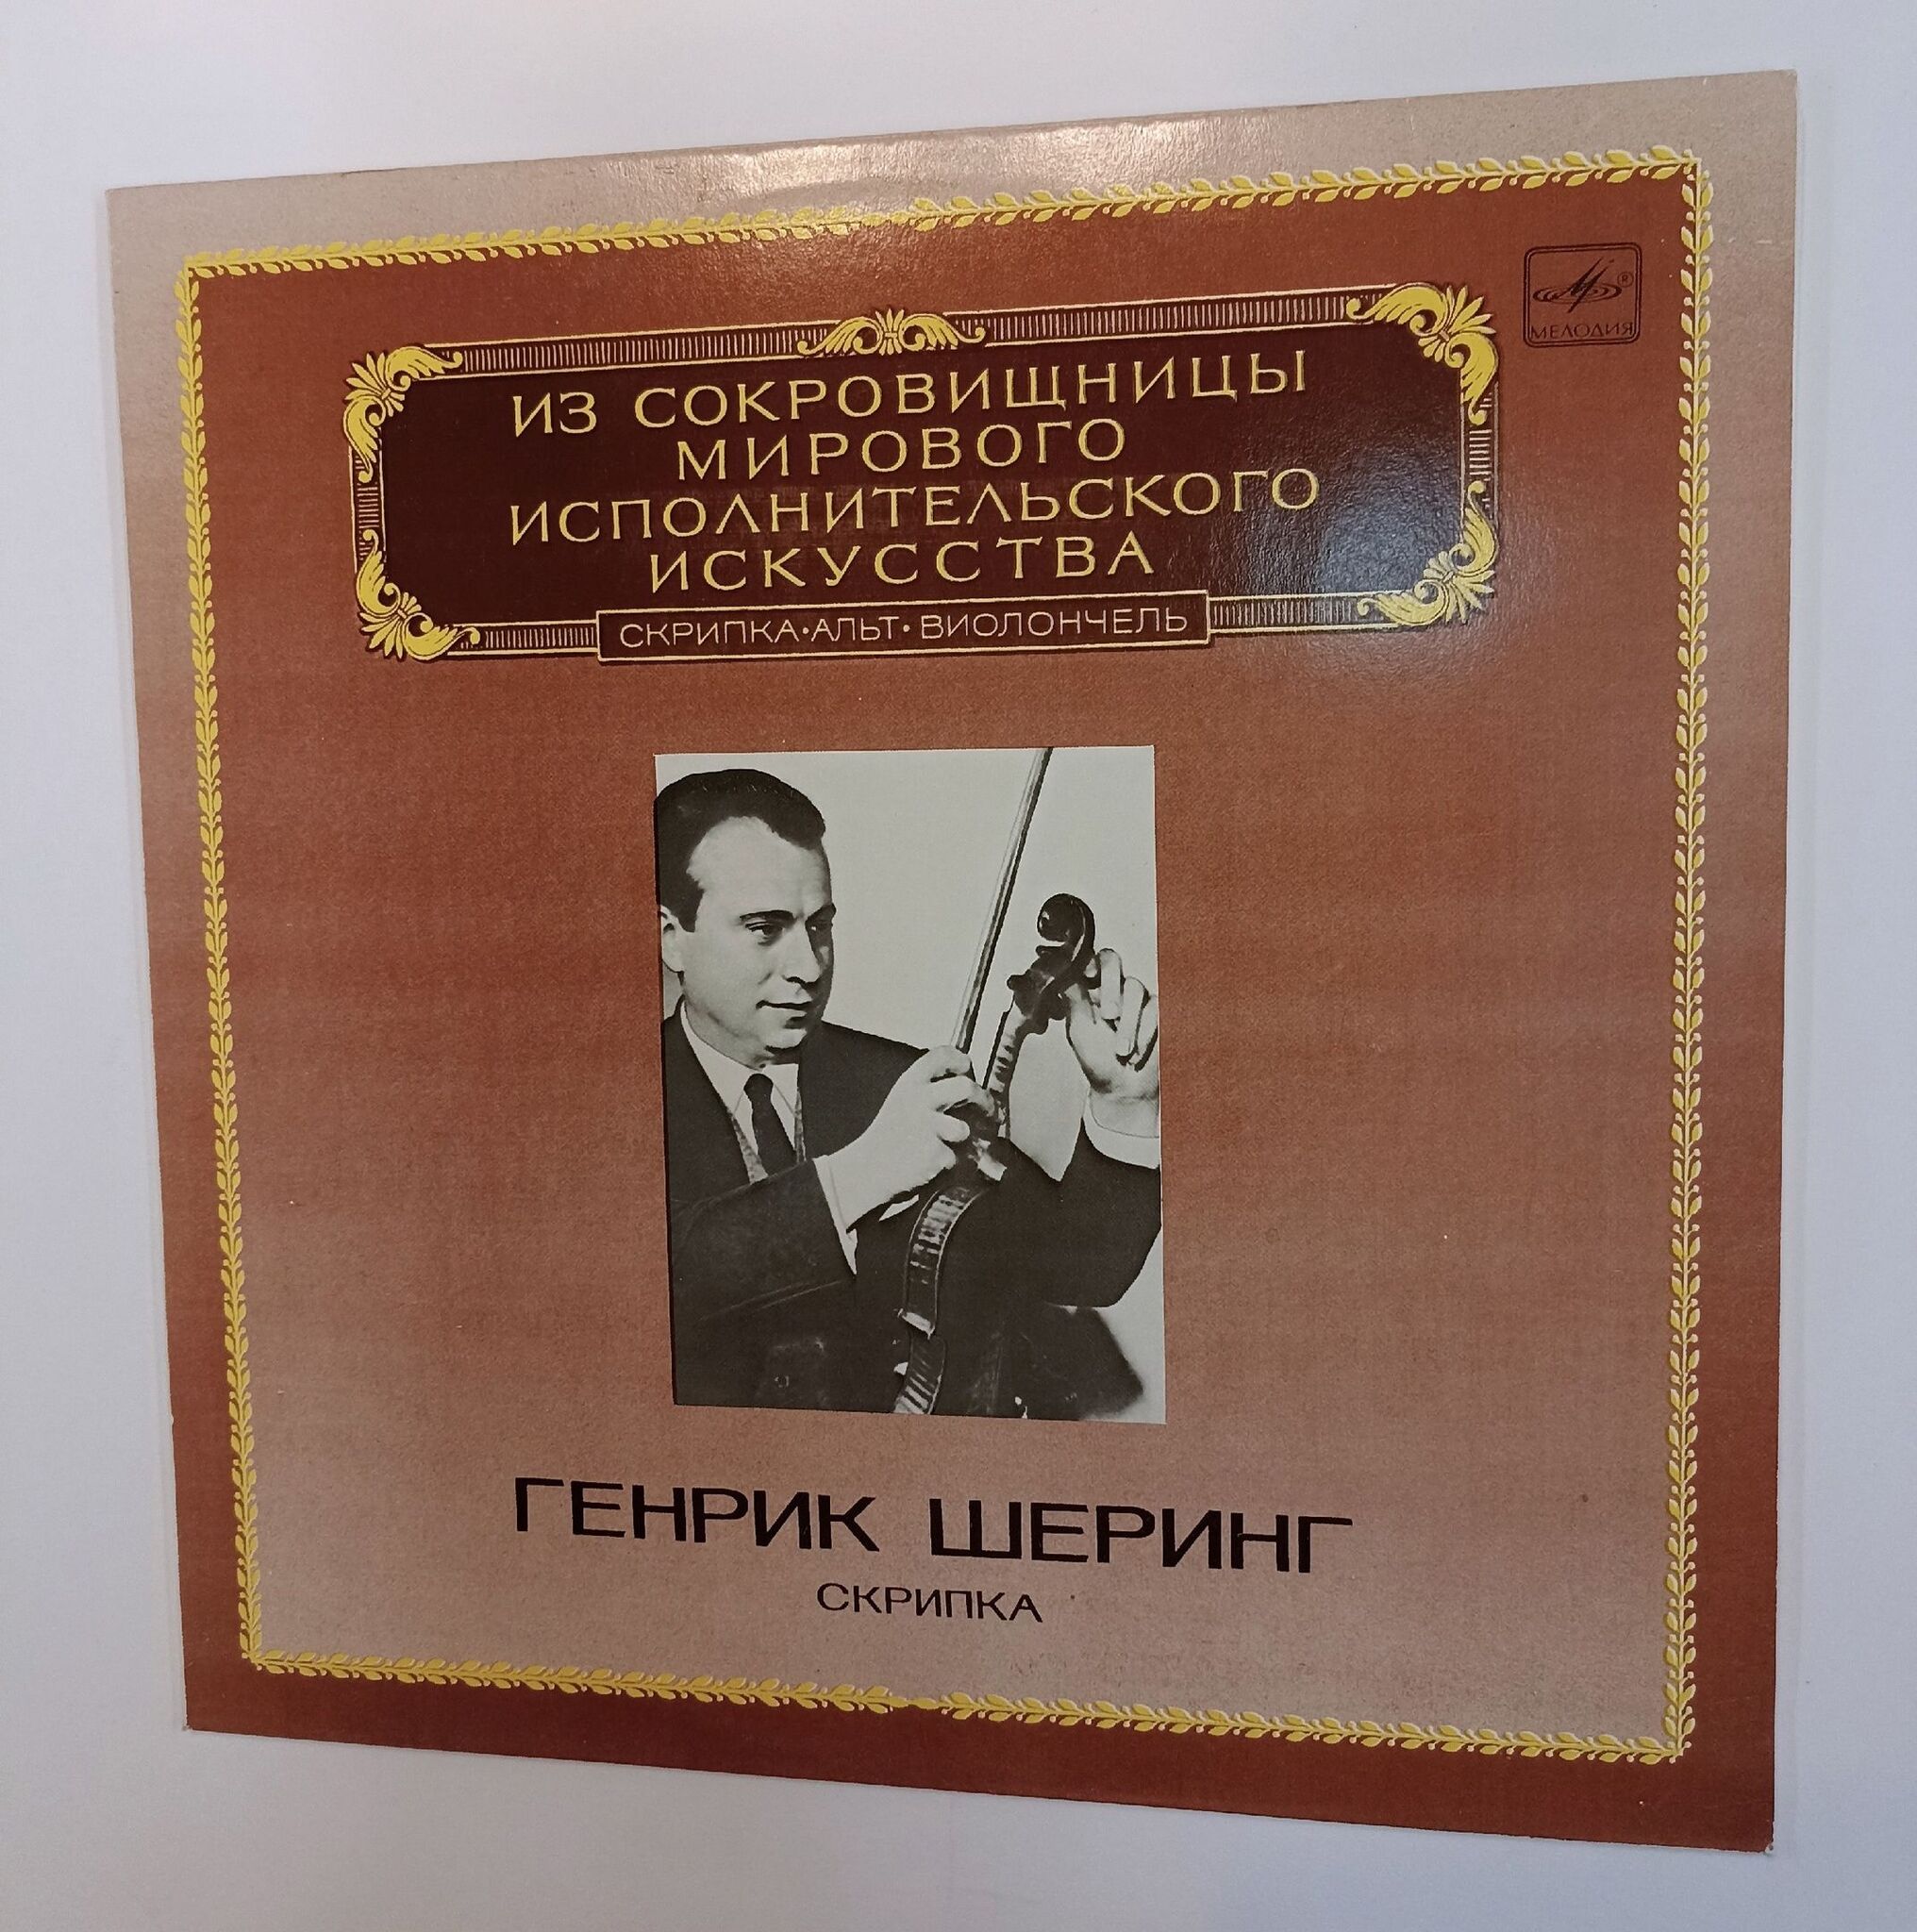 ИЗ СОКРОВИЩНИЦЫ
МИРОВОГО
ИСПОЛНИТЕЛЬСКОГО
ИСКУССТВА
СКРИПКА•АЛЬТ•ВИОЛОНЧЕЛЬ
®
МЕЛОДИЯ
ГЕНРИК ШЕРИНГ
СКРИПКА